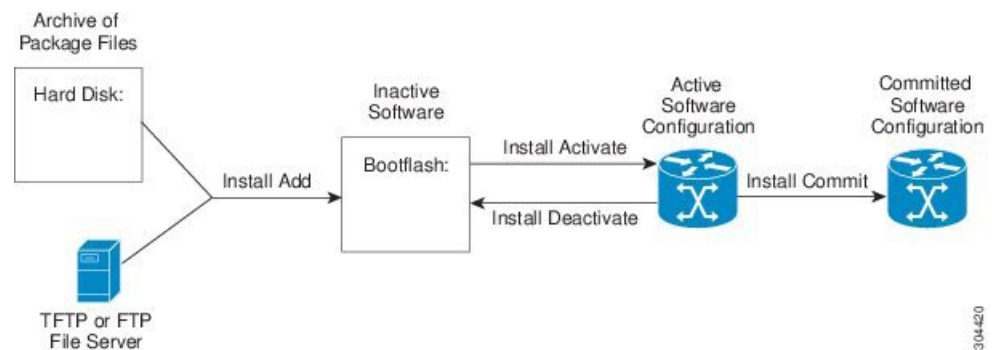 Archive of
Package Files
Hard Disk:
TFTP or FTP
File Server
Install Add
Inactive
Software
Bootflash:
Install Activate
Install Deactivate
Active
Software
Configuration
Install Commit
Committed
Software
Configuration
304420